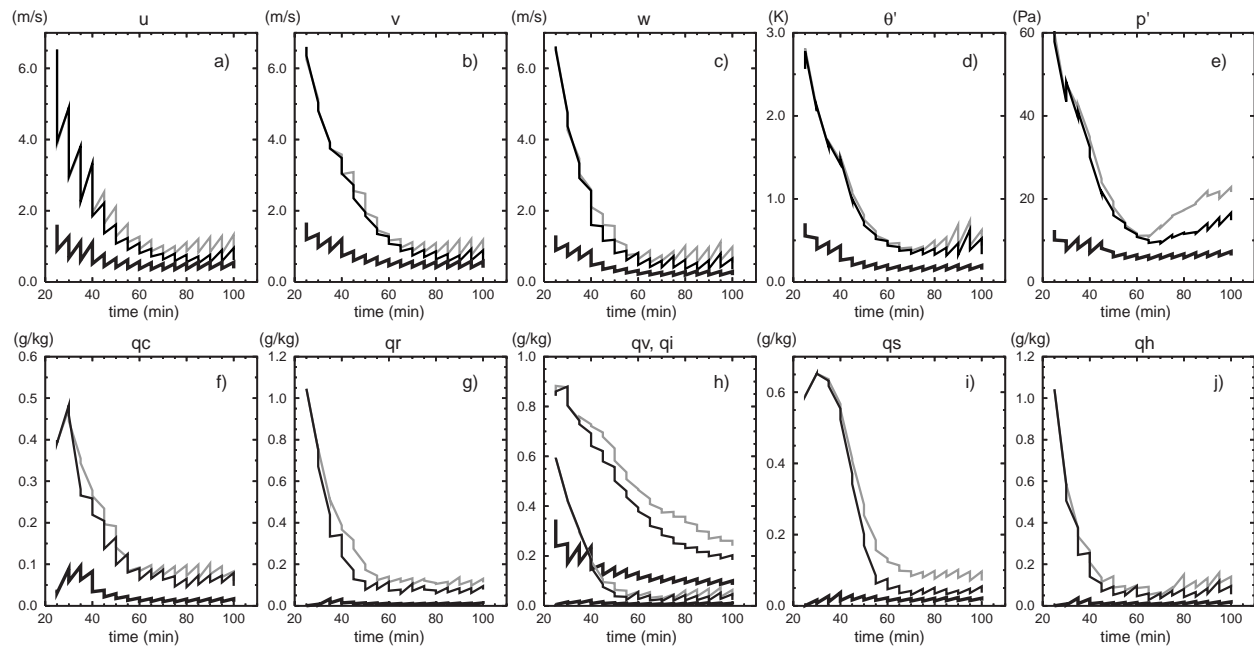 (m/s) u
6.0
4.0
2.0
0.0
20 40 60 80 100
time (min)
a)
(m/s) v
6.0
4.0
2.0
0.0
20 40 60 80 100
time (min)
b)
(m/s) w
6.0
4.0
2.0
0.0
20 40 60 80 100
time (min)
c)
(K) θ'
3.0
2.0
1.0
0.0
20 40 60 80 100
time (min)
d)
(Pa) p'
60
40
20
0
20 40 60 80 100
time (min)
e)
(g/kg) qc
0.6
0.5
0.4
0.3
0.2
0.1
0.0
20 40 60 80 100
time (min)
f)
(g/kg) qr
1.2
1.0
0.8
0.6
0.4
0.2
0.0
20 40 60 80 100
time (min)
g)
(g/kg) qv, qi
1.0
0.8
0.6
0.4
0.2
0.0
20 40 60 80 100
time (min)
h)
(g/kg) qs
0.6
0.4
0.2
0.0
20 40 60 80 100
time (min)
i)
(g/kg) qh
1.2
1.0
0.8
0.6
0.4
0.2
0.0
20 40 60 80 100
time (min)
j)